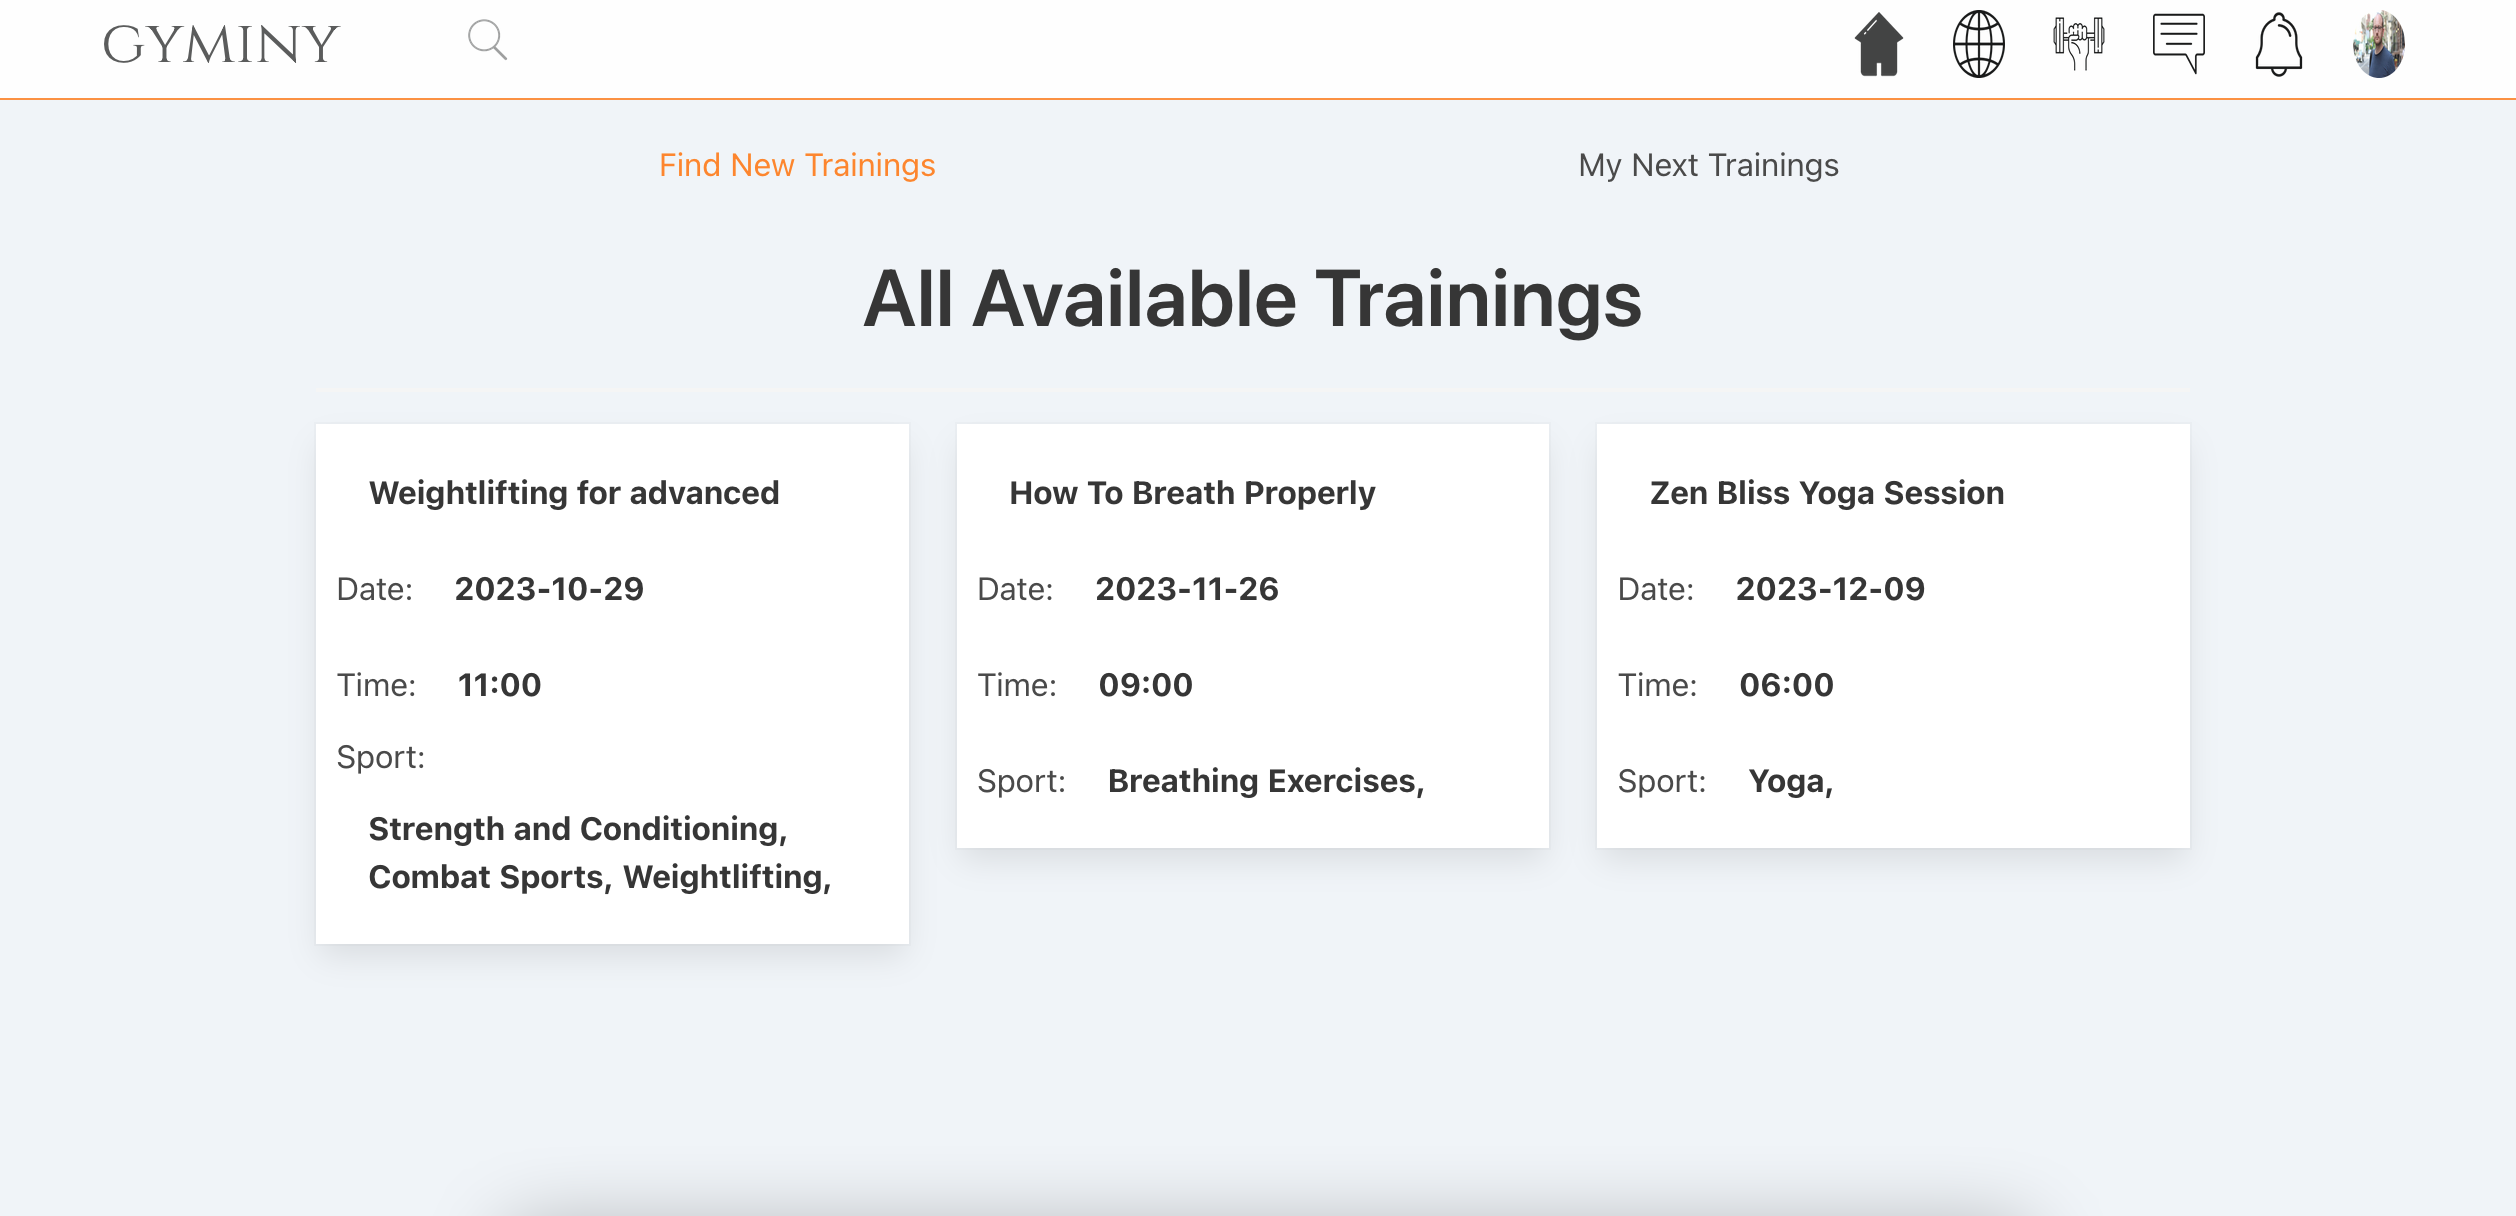 GYMINY
Find New Trainings
My Next Trainings
All Available Trainings
Weightlifting for advanced
Date: 2023-10-29
Time: 11:00
Sport:
Strength and Conditioning,
Combat Sports, Weightlifting,
How To Breath Properly
Date: 2023-11-26
Time: 09:00
Sport: Breathing Exercises,
Zen Bliss Yoga Session
Date: 2023-12-09
Time: 06:00
Sport: Yoga,